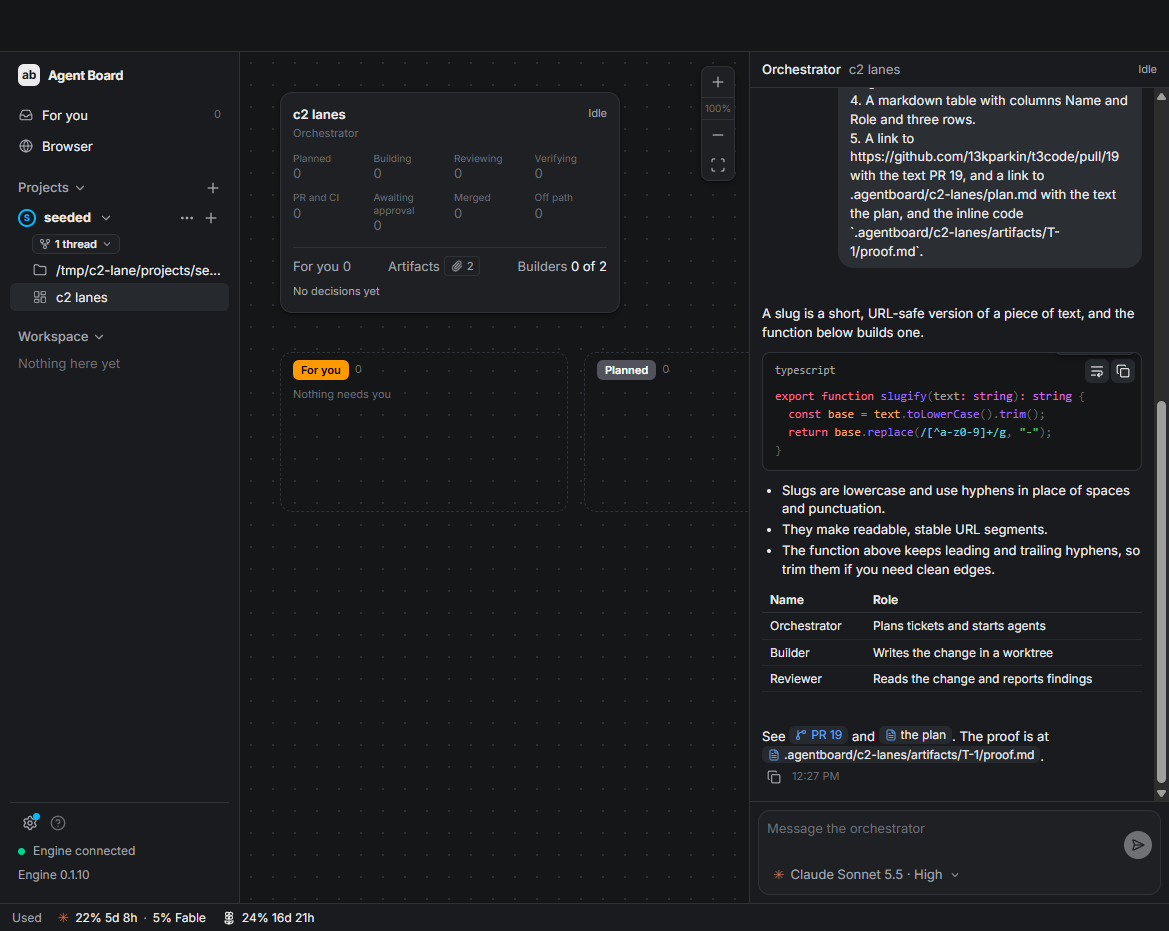 ab Agent Board
For you 0
Browser
Projects
S seeded
1 thread
/tmp/c2-lane/projects/se...
c2 lanes
Workspace
Nothing here yet
Engine connected
Engine 0.1.10
c2 lanes Idle
Orchestrator
Planned Building Reviewing Verifying
0 0 0 0
PR and CI Awaiting approval Merged Off path
0 0 0 0
For you 0 Artifacts 2 Builders 0 of 2
No decisions yet
100%
For you 0
Nothing needs you
Planned 0
Orchestrator c2 lanes Idle
4. A markdown table with columns Name and
Role and three rows.
5. A link to
https://github.com/13kparkin/t3code/pull/19
with the text PR 19, and a link to
.agentboard/c2-lanes/plan.md with the text
the plan, and the inline code
`.agentboard/c2-lanes/artifacts/T-
1/proof.md`.
A slug is a short, URL-safe version of a piece of text, and the
function below builds one.
typescript
export function slugify(text: string): string {
const base = text.toLowerCase().trim();
return base.replace(/[^a-z0-9]+/g, "-");
}
• Slugs are lowercase and use hyphens in place of spaces
and punctuation.
• They make readable, stable URL segments.
• The function above keeps leading and trailing hyphens, so
trim them if you need clean edges.
Name Role
Orchestrator Plans tickets and starts agents
Builder Writes the change in a worktree
Reviewer Reads the change and reports findings
See PR 19 and the plan . The proof is at
.agentboard/c2-lanes/artifacts/T-1/proof.md .
12:27 PM
Message the orchestrator
Claude Sonnet 5.5 · High
Used 22% 5d 8h · 5% Fable 24% 16d 21h